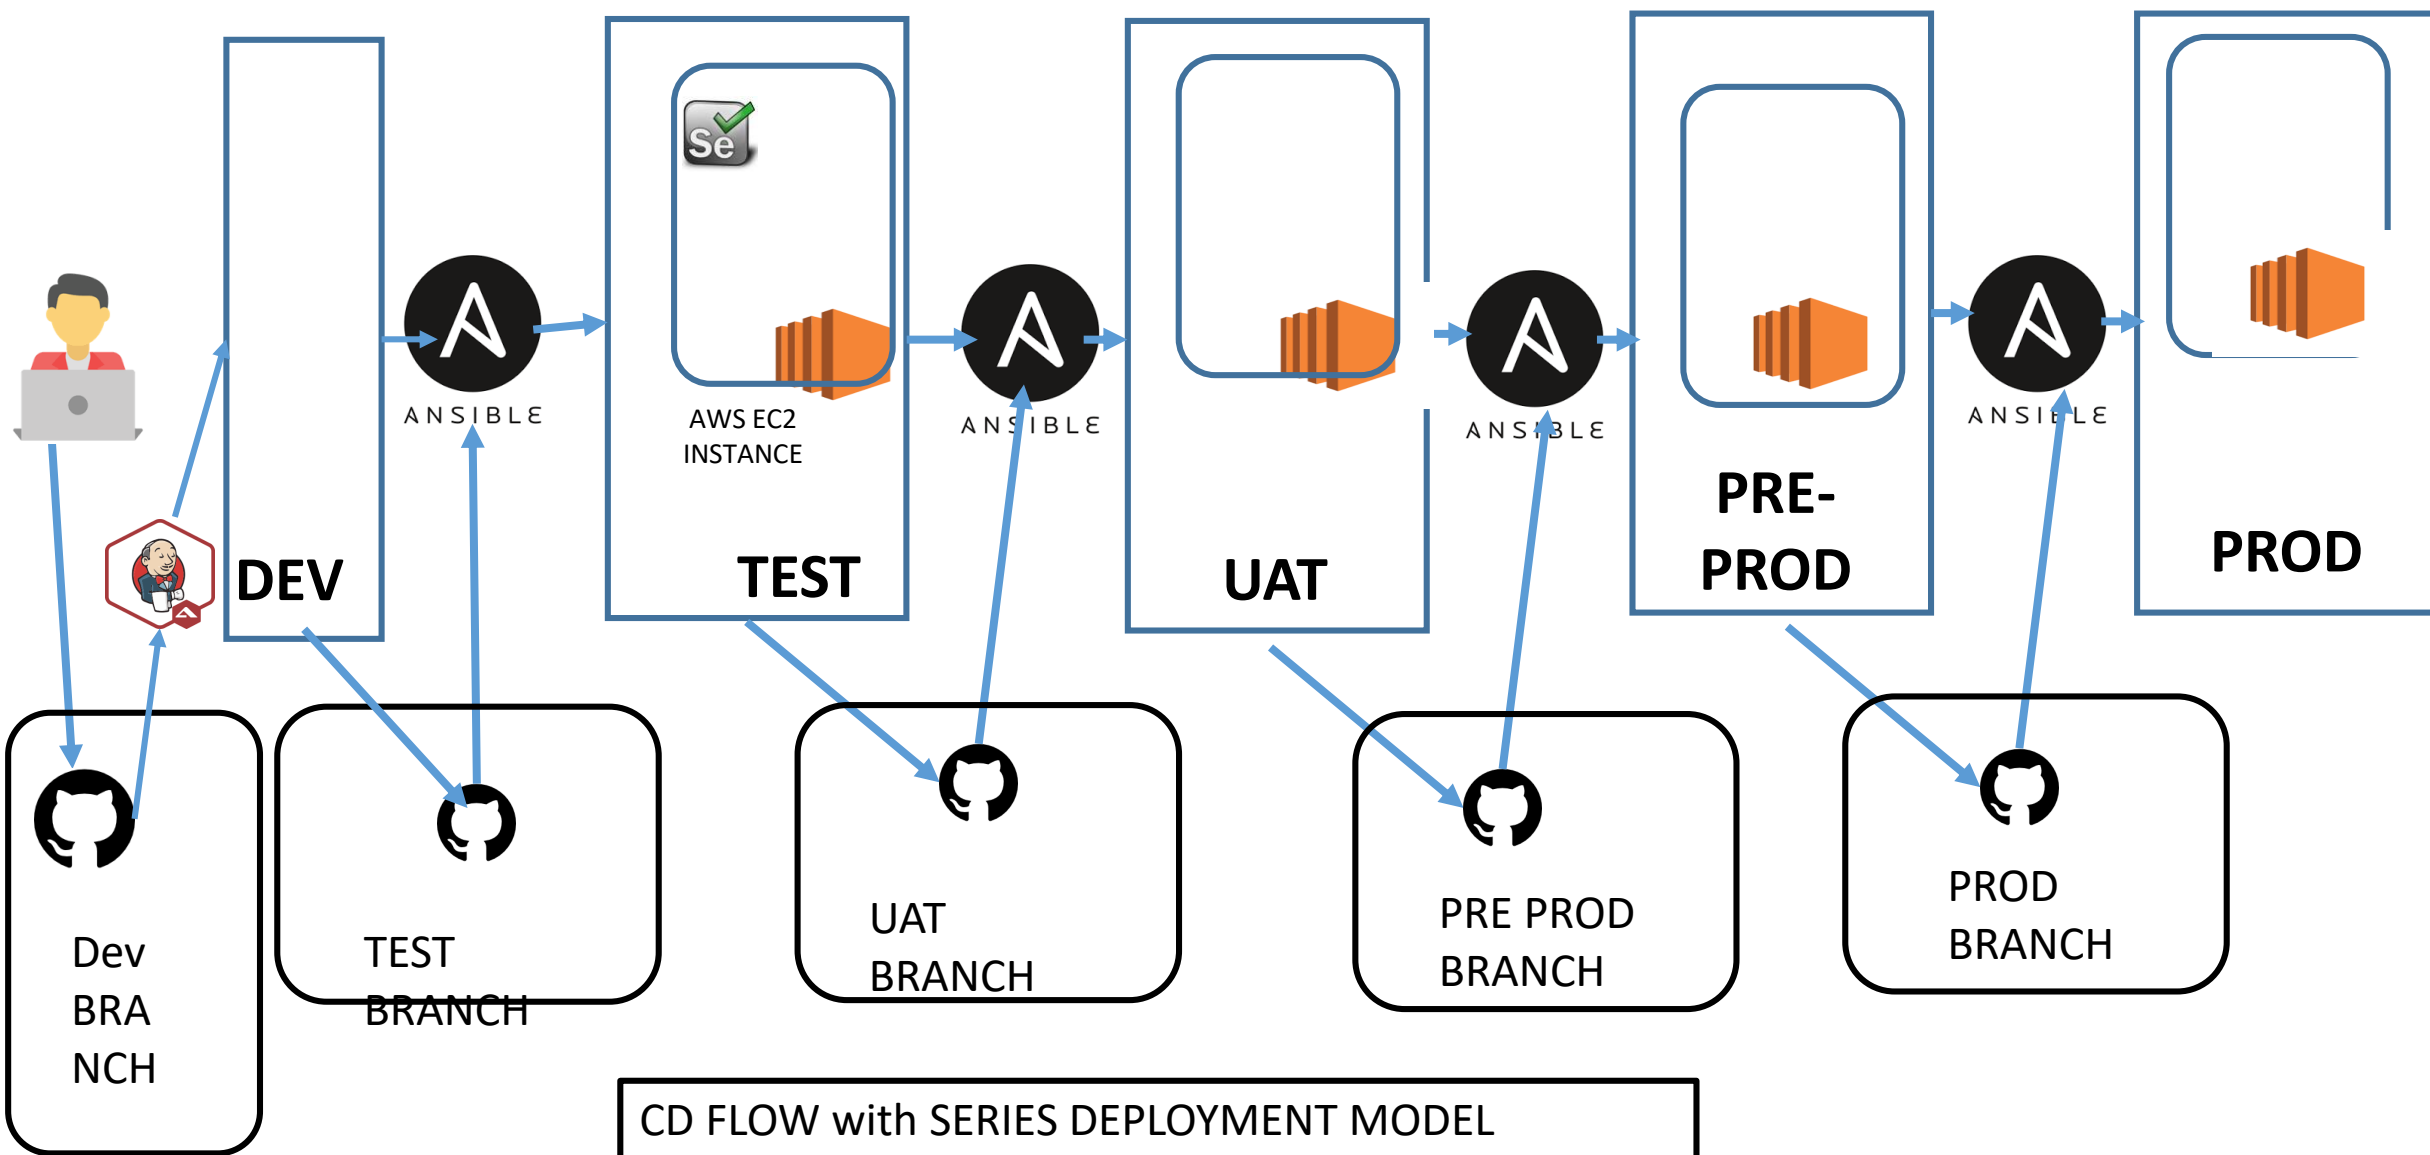 Se
ANSIBLE
AWS EC2
INSTANCE
ANSIBLE
ANSIBLE
ANSIBLE
DEV
TEST
UAT
PRE-
PROD
PROD
Dev
BRA
NCH
TEST
BRANCH
UAT
BRANCH
PRE PROD
BRANCH
PROD
BRANCH
CD FLOW with SERIES DEPLOYMENT MODEL